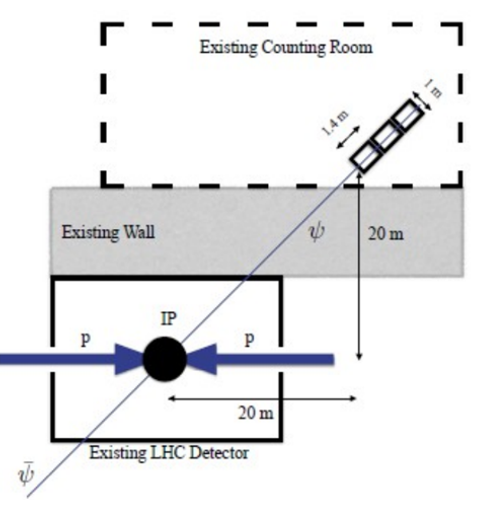 Existing Counting Room
1 m
1.4 m
Existing Wall
ψ
20 m
IP
p
p
20 m
Existing LHC Detector
ψ̄